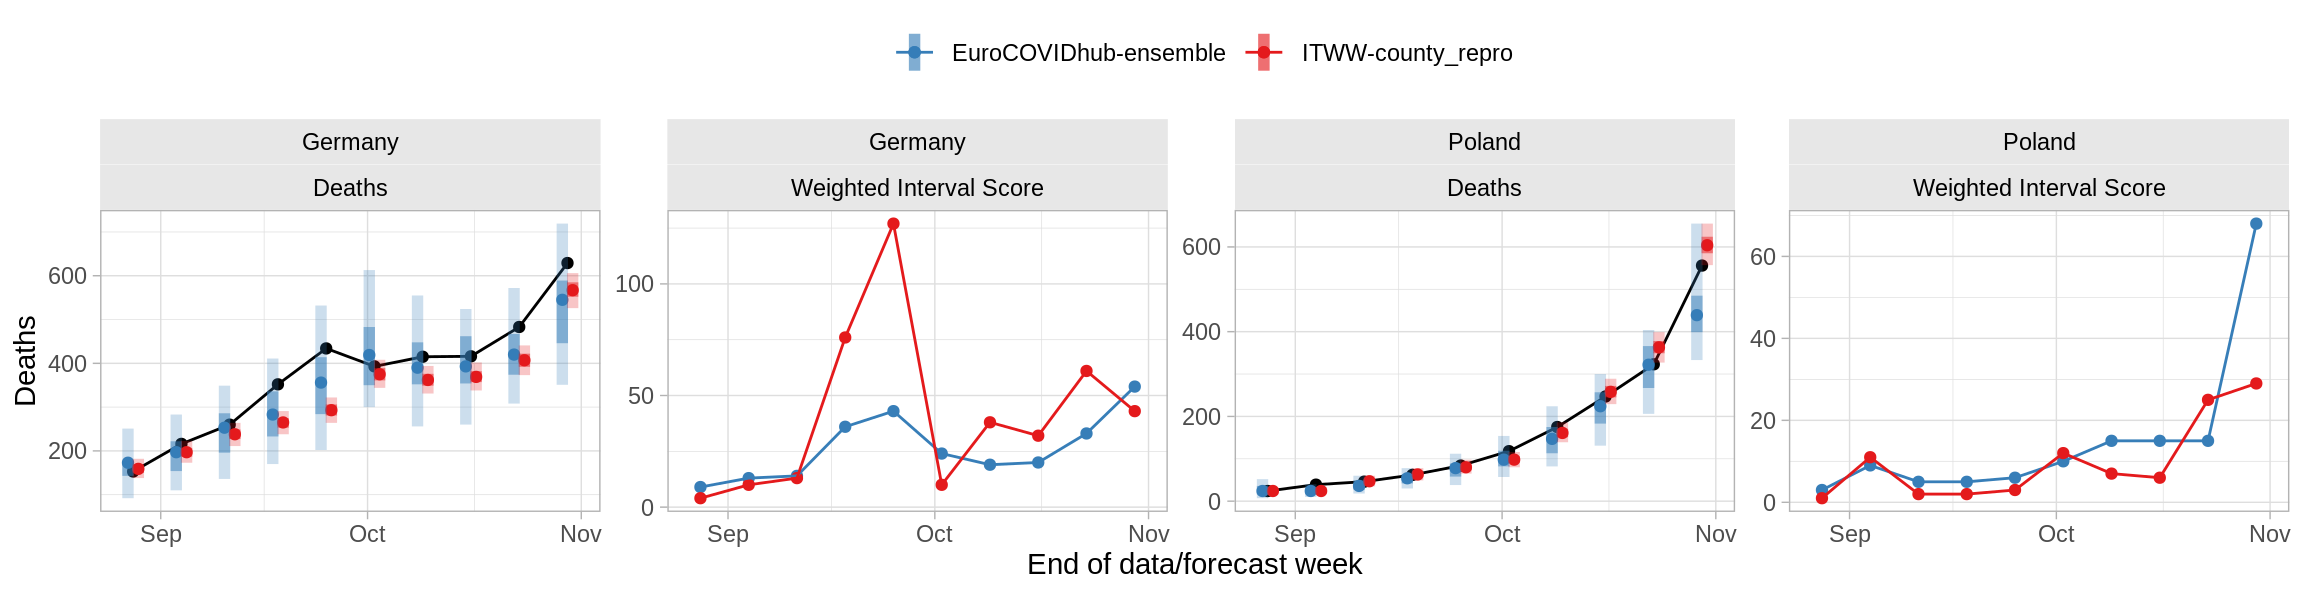 EuroCOVIDhub-ensemble ITWW-county_repro
Germany Germany Poland Poland
Deaths Weighted Interval Score Deaths Weighted Interval Score
Deaths
600
400
200
Sep Oct Nov
100
50
0
Sep Oct Nov
600
400
200
0
Sep Oct Nov
60
40
20
0
Sep Oct Nov
End of data/forecast week